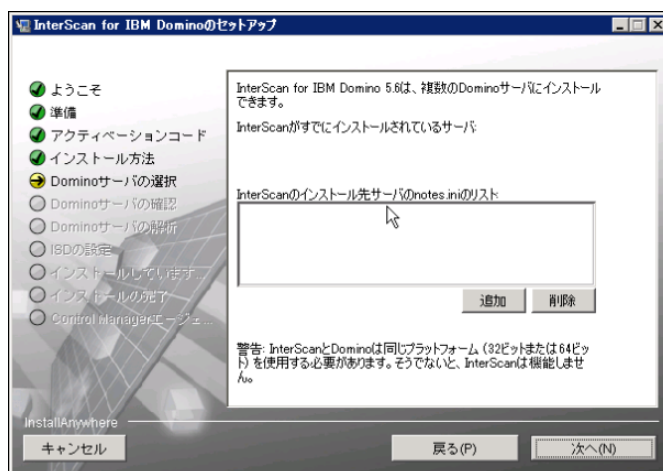 InterScan for IBM Dominoのセットアップ
ようこそ
準備
アクティベーションコード
インストール方法
Dominoサーバの選択
Dominoサーバの確認
Dominoサーバの解析
ISDの設定
インストールしています...
インストールの完了
Control Managerエージェ...
InterScan for IBM Domino 5.6は、複数のDominoサーバにインストール
できます。
InterScanがすでにインストールされているサーバ:
InterScanのインストール先サーバのnotes.iniのリスト:
追加 削除
警告: InterScanとDominoは同じプラットフォーム (32ビットまたは64ビッ
ト) を使用する必要があります。そうでないと、InterScanは機能しませ
ん。
InstallAnywhere
キャンセル 戻る(P) 次へ(N)